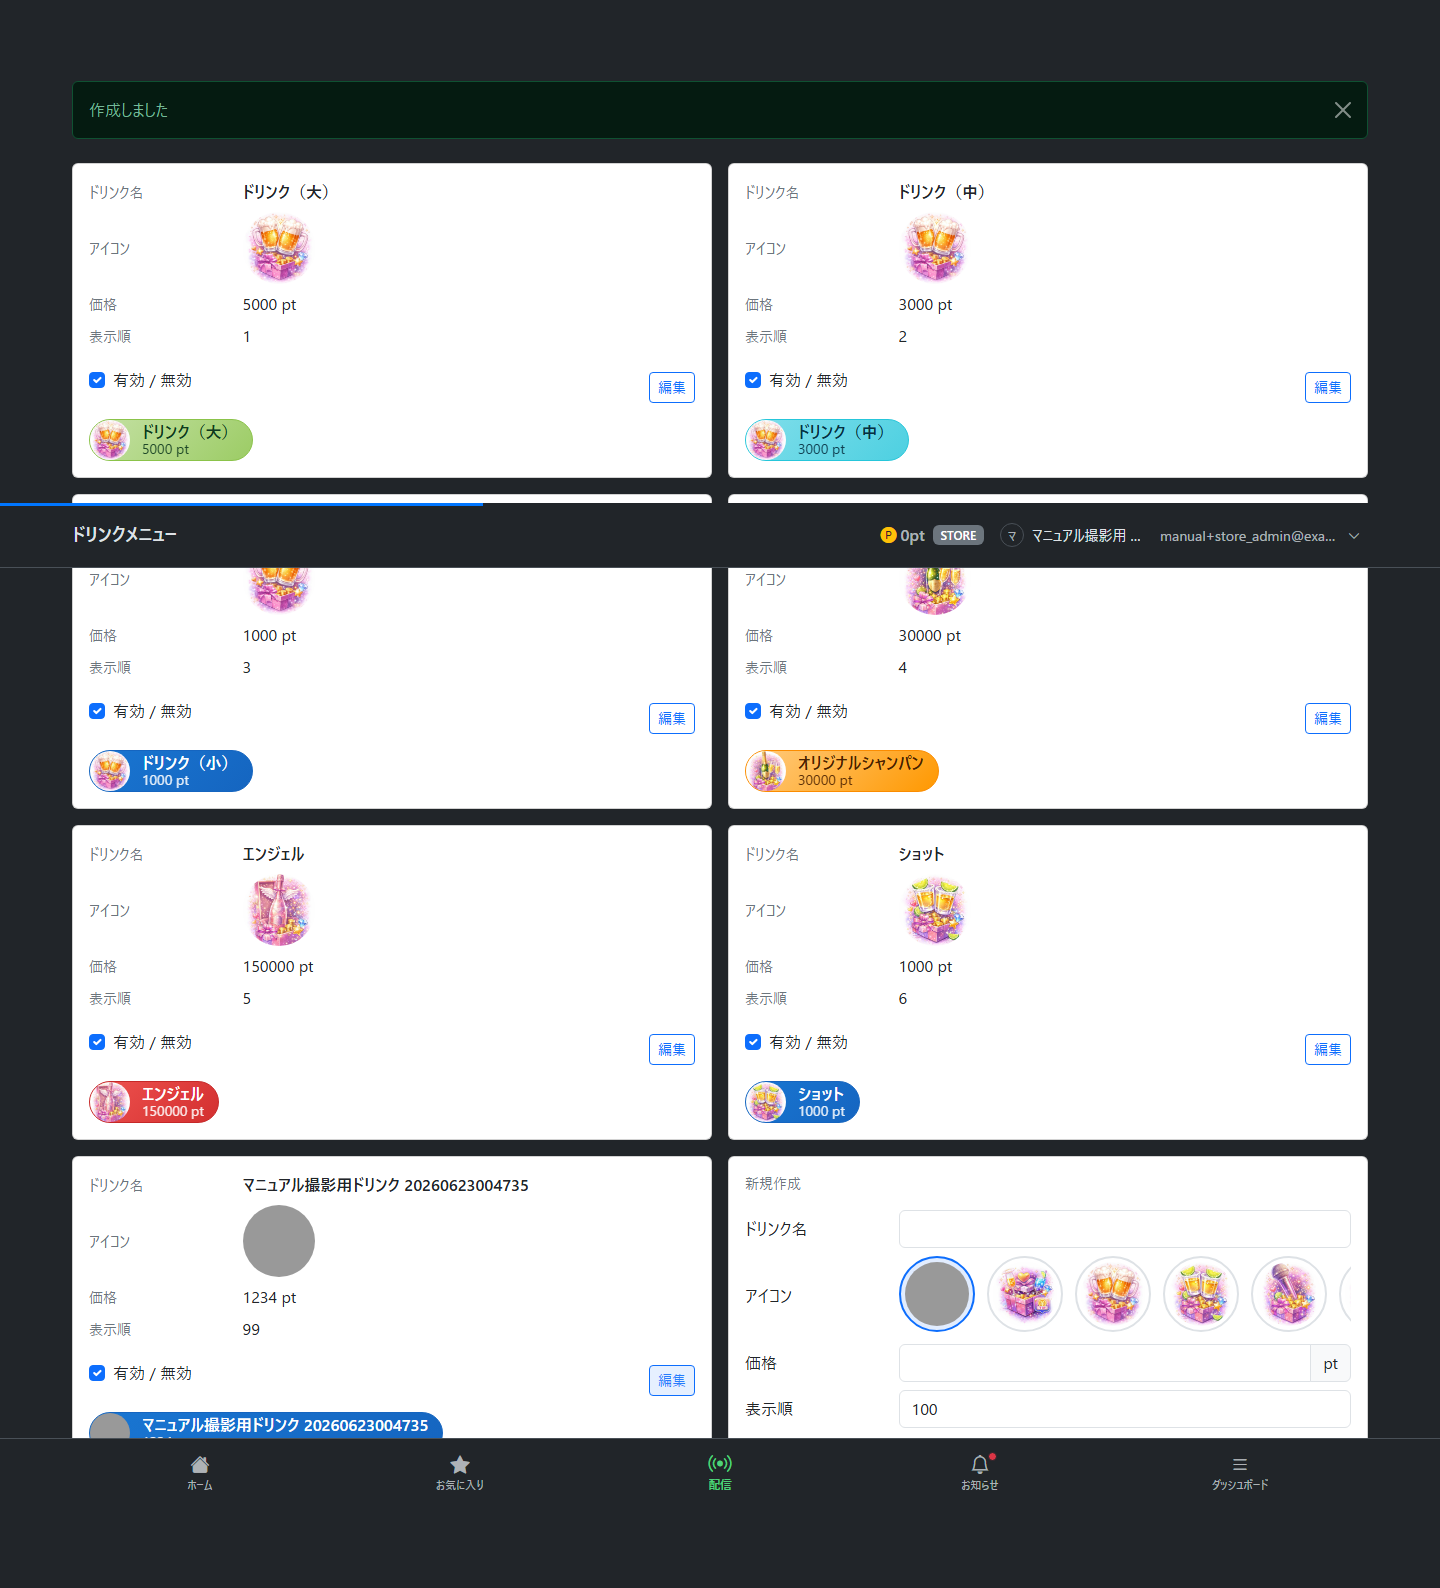 作成しました
ドリンク名 ドリンク（大）
アイコン
価格 5000 pt
表示順 1
有効 / 無効
編集
ドリンク（大）
5000 pt
ドリンク名 ドリンク（中）
アイコン
価格 3000 pt
表示順 2
有効 / 無効
編集
ドリンク（中）
3000 pt
ドリンクメニュー
P 0pt STORE マ マニュアル撮影用 ... manual+store_admin@exa...
アイコン
価格 1000 pt
表示順 3
有効 / 無効
編集
ドリンク（小）
1000 pt
アイコン
価格 30000 pt
表示順 4
有効 / 無効
編集
オリジナルシャンパン
30000 pt
ドリンク名 エンジェル
アイコン
価格 150000 pt
表示順 5
有効 / 無効
編集
エンジェル
150000 pt
ドリンク名 ショット
アイコン
価格 1000 pt
表示順 6
有効 / 無効
編集
ショット
1000 pt
ドリンク名 マニュアル撮影用ドリンク 20260623004735
アイコン
価格 1234 pt
表示順 99
有効 / 無効
編集
マニュアル撮影用ドリンク 20260623004735
新規作成
ドリンク名
アイコン
価格 pt
表示順 100
ホーム
お気に入り
配信
お知らせ
ダッシュボード